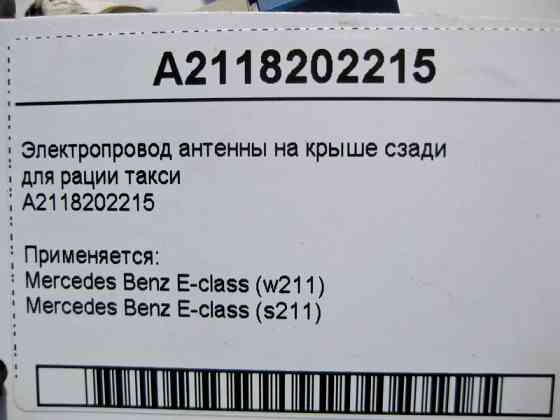 A2118202215
Электропровод антенны на крыше сзади
для рации такси
A2118202215
Применяется:
Mercedes Benz E-class (w211)
Mercedes Benz E-class (s211)